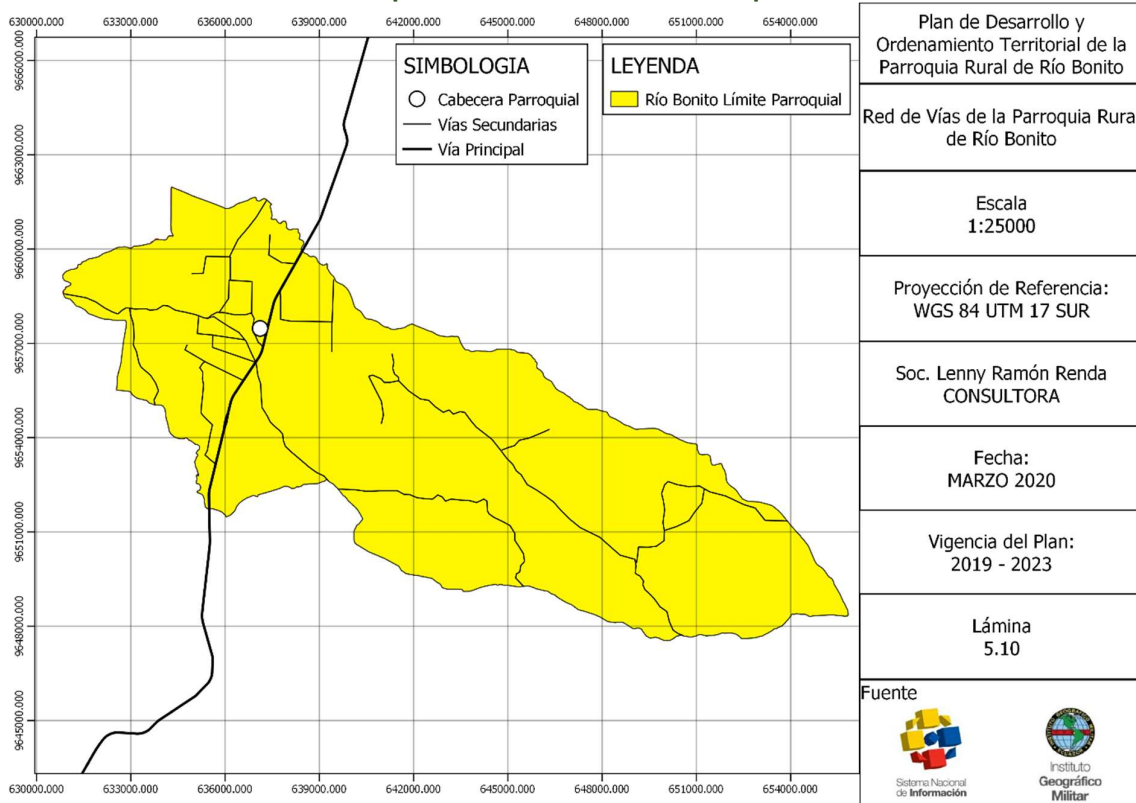 630000.000 633000.000 636000.000 639000.000 642000.000 645000.000 648000.000 651000.000 654000.000
9666000.000
9663000.000
9660000.000
9657000.000
9654000.000
9651000.000
9648000.000
9645000.000
SIMBOLOGIA
Cabecera Parroquial
Vías Secundarias
Vía Principal
LEYENDA
Río Bonito Límite Parroquial
630000.000 633000.000 636000.000 639000.000 642000.000 645000.000 648000.000 651000.000 654000.000
Plan de Desarrollo y
Ordenamiento Territorial de la
Parroquia Rural de Río Bonito
Red de Vías de la Parroquia Rura
de Río Bonito
Escala
1:25000
Proyección de Referencia:
WGS 84 UTM 17 SUR
Soc. Lenny Ramón Renda
CONSULTORA
Fecha:
MARZO 2020
Vigencia del Plan:
2019 - 2023
Lámina
5.10
Fuente
Sistema Nacional
de Información
Instituto
Geográfico
Militar